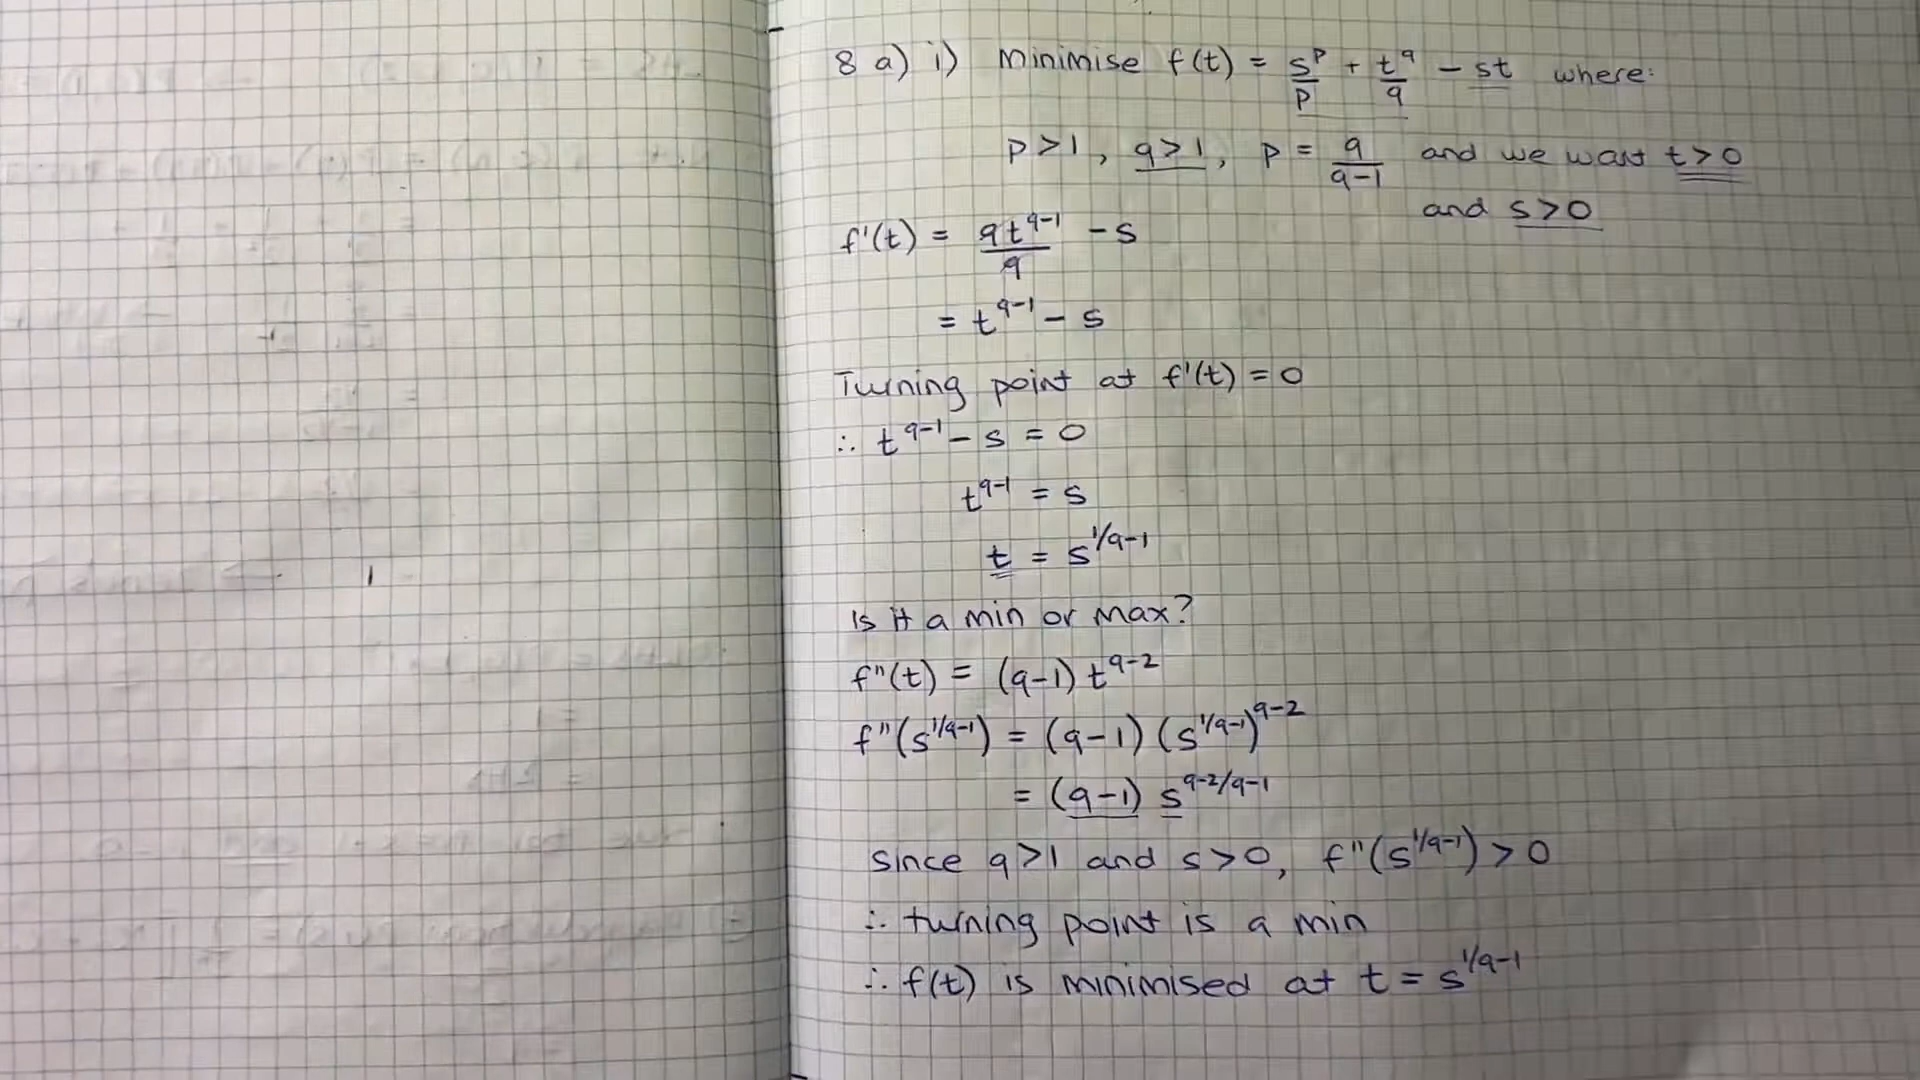 8 a) i) Minimise f(t) = s^p/p + t^q/q - st where:
p > 1, q > 1, p = q/(q-1) and we want t > 0
and s > 0
f'(t) = qt^(q-1)/q - s
= t^(q-1) - s
Turning point at f'(t) = 0
∴ t^(q-1) - s = 0
t^(q-1) = s
t = s^(1/q-1)
Is it a min or max?
f"(t) = (q-1) t^(q-2)
f"(s^(1/q-1)) = (q-1) (s^(1/q-1))^(q-2)
= (q-1) s^(q-2/q-1)
Since q > 1 and s > 0, f"(s^(1/q-1)) > 0
∴ turning point is a min
∴ f(t) is minimised at t = s^(1/q-1)